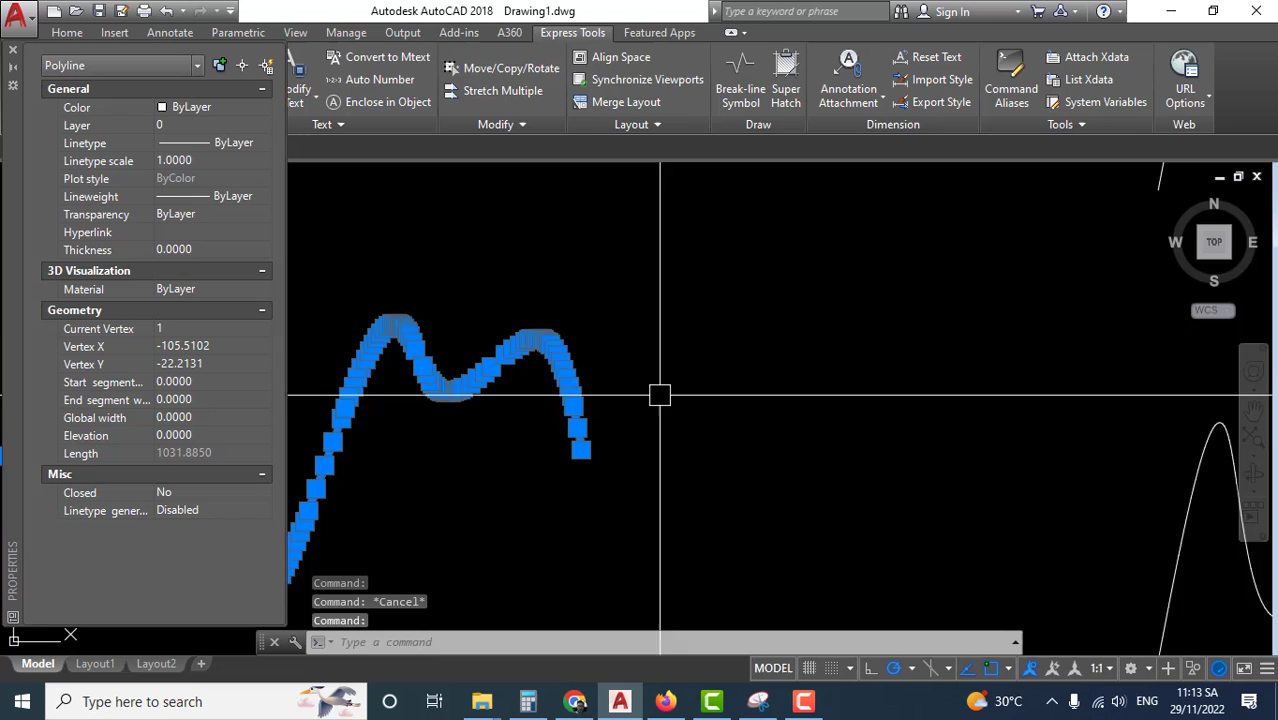 Autodesk AutoCAD 2018 Drawing1.dwg
Type a keyword or phrase
Sign In
Home
Insert
Annotate
Parametric
View
Manage
Output
Add-ins
A360
Express Tools
Featured Apps
Polyline
General
Color ByLayer
Layer 0
Linetype ByLayer
Linetype scale 1.0000
Plot style ByColor
Lineweight ByLayer
Transparency ByLayer
Hyperlink
Thickness 0.0000
3D Visualization
Material ByLayer
Geometry
Current Vertex 1
Vertex X -105.5102
Vertex Y -22.2131
Start segment... 0.0000
End segment w... 0.0000
Global width 0.0000
Elevation 0.0000
Length 1031.8850
Misc
Closed No
Linetype gener... Disabled
PROPERTIES
odify
Text
Convert to Mtext
Auto Number
Enclose in Object
Text
Move/Copy/Rotate
Stretch Multiple
Modify
Align Space
Synchronize Viewports
Merge Layout
Layout
Break-line
Symbol
Super
Hatch
Draw
Annotation
Attachment
Reset Text
Import Style
Export Style
Dimension
Command
Aliases
Attach Xdata
List Xdata
System Variables
Tools
URL
Options
Web
N
W TOP E
S
WCS
Command:
Command: *Cancel*
Command:
Type a command
X
Model
Layout1
Layout2
MODEL
1:1
Type here to search
30°C
ENG
11:13 SA
29/11/2022